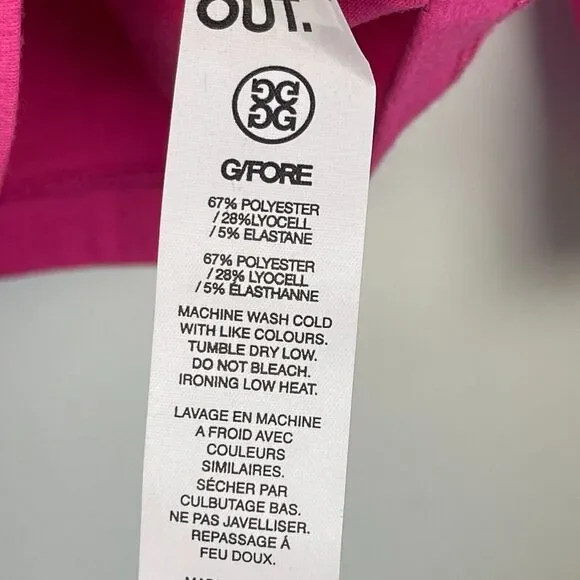 OUT.
G/FORE
67% POLYESTER
/ 28%LYOCELL
/ 5% ELASTANE
67% POLYESTER
/ 28% LYOCELL
/ 5% ÉLASTHANNE
MACHINE WASH COLD
WITH LIKE COLOURS.
TUMBLE DRY LOW.
DO NOT BLEACH.
IRONING LOW HEAT.
LAVAGE EN MACHINE
A FROID AVEC
COULEURS
SIMILAIRES.
SÉCHER PAR
CULBUTAGE BAS.
NE PAS JAVELLISER.
REPASSAGE Á
FEU DOUX.